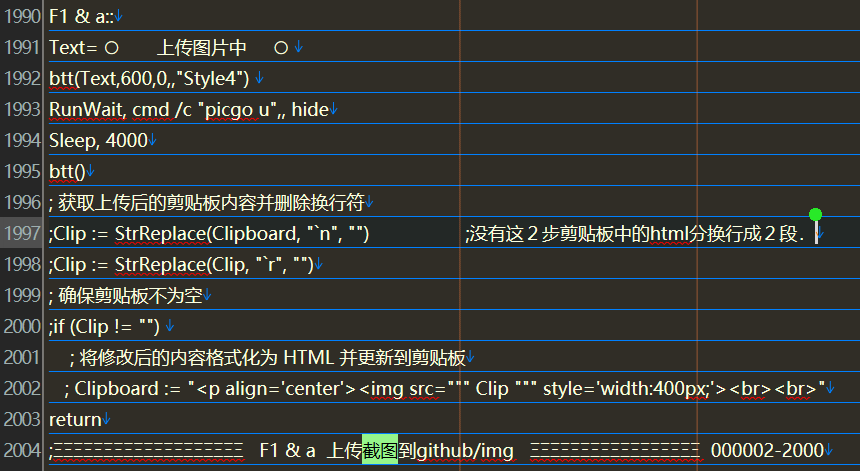 1990 F1 & a::↓
1991 Text= ○ 上传图片中 ○ ↓
1992 btt(Text,600,0,,"Style4") ↓
1993 RunWait, cmd /c "picgo u",, hide↓
1994 Sleep, 4000↓
1995 btt()↓
1996 ; 获取上传后的剪贴板内容并删除换行符↓
1997 ;Clip := StrReplace(Clipboard, "`n", "") ;没有这２步剪贴板中的html分换行成２段．↓
1998 ;Clip := StrReplace(Clip, "`r", "")↓
1999 ; 确保剪贴板不为空↓
2000 ;if (Clip != "") ↓
2001 ; 将修改后的内容格式化为 HTML 并更新到剪贴板↓
2002 ; Clipboard := "<p align='center'><img src=""" Clip """ style='width:400px;'><br><br>"↓
2003 return↓
2004 ;=================== F1 & a 上传截图到github/img ================= 000002-2000↓